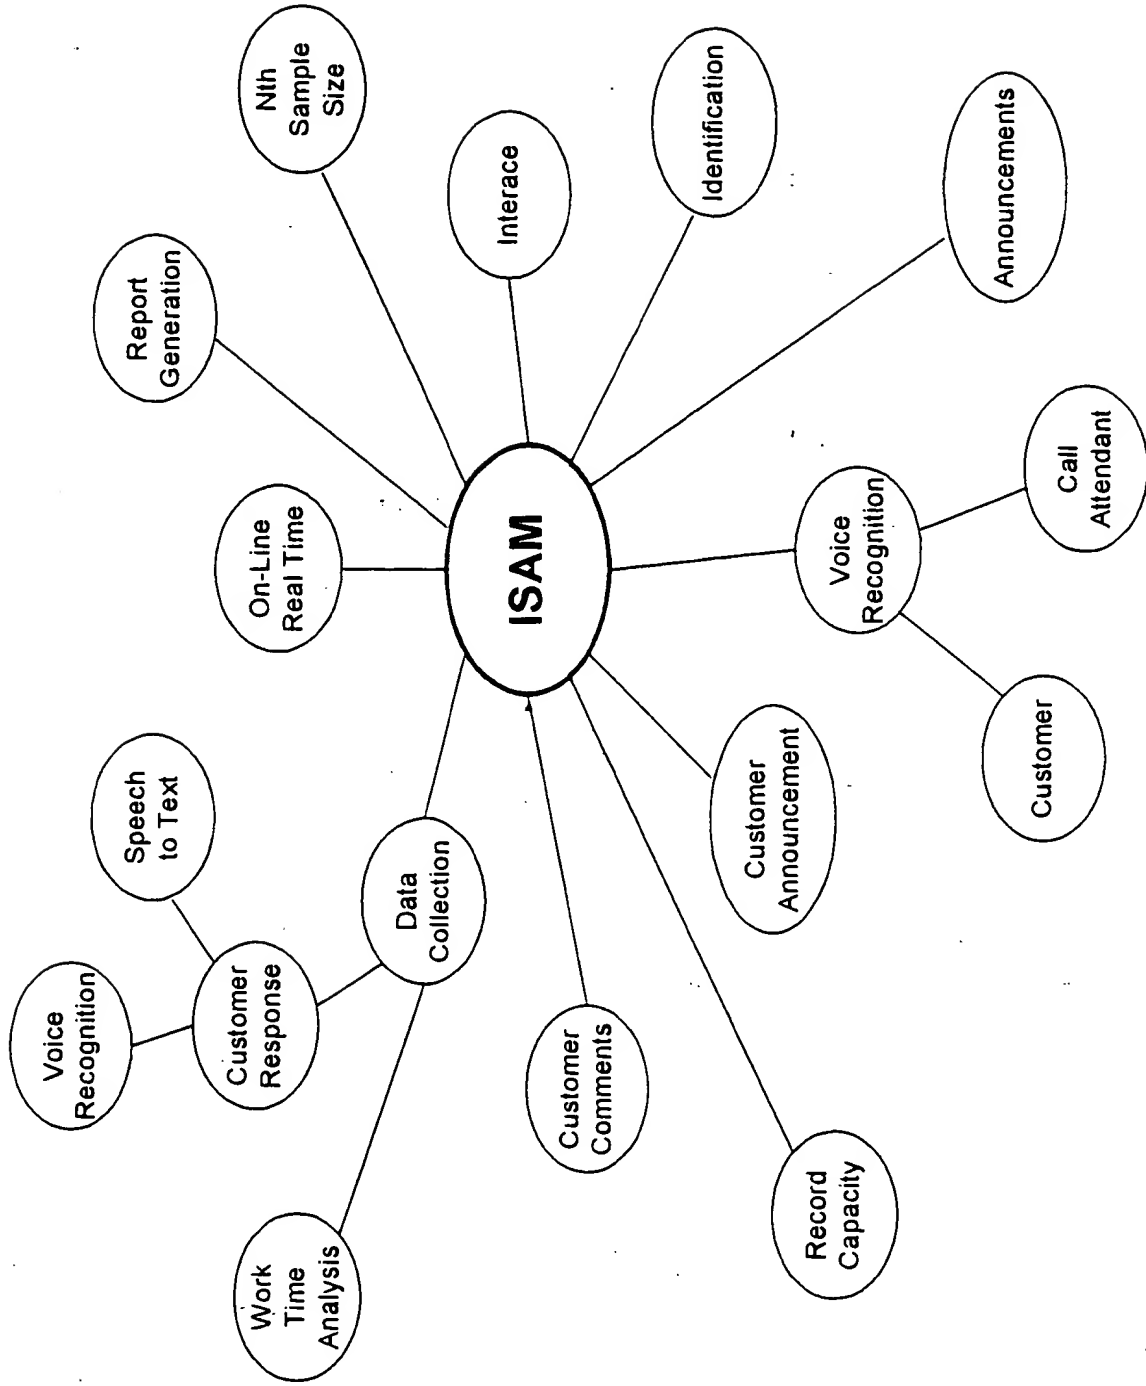 Voice
Recognition
Speech
to Text
Customer
Response
Work
Time
Analysis
Data
Collection
On-Line
Real Time
Report
Generation
Nth
Sample
Size
Interace
Identification
Announcements
ISAM
Customer
Comments
Record
Capacity
Customer
Announcement
Voice
Recognition
Customer
Call
Attendant